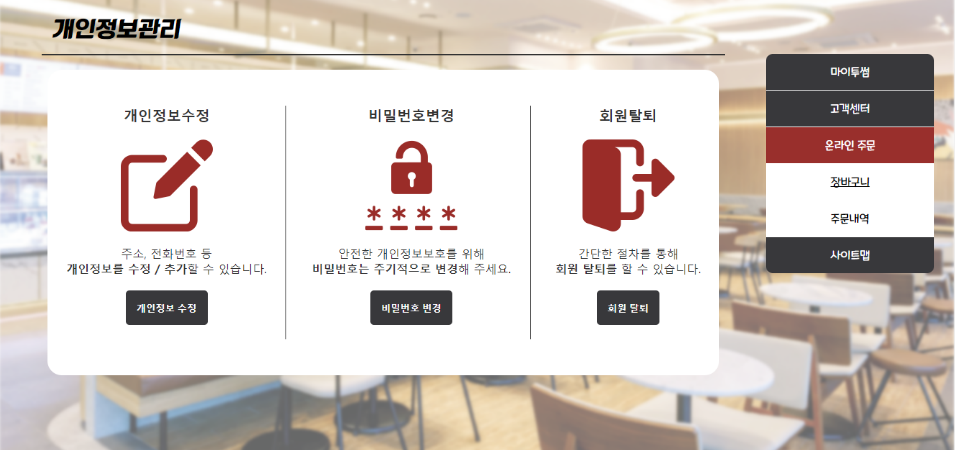 개인정보관리
개인정보수정
주소, 전화번호 등
개인정보를 수정 / 추가할 수 있습니다.
개인정보 수정
비밀번호변경
****
안전한 개인정보보호를 위해
비밀번호는 주기적으로 변경해 주세요.
비밀번호 변경
회원탈퇴
간단한 절차를 통해
회원 탈퇴를 할 수 있습니다.
회원 탈퇴
마이투썸
고객센터
온라인 주문
장바구니
주문내역
사이트맵